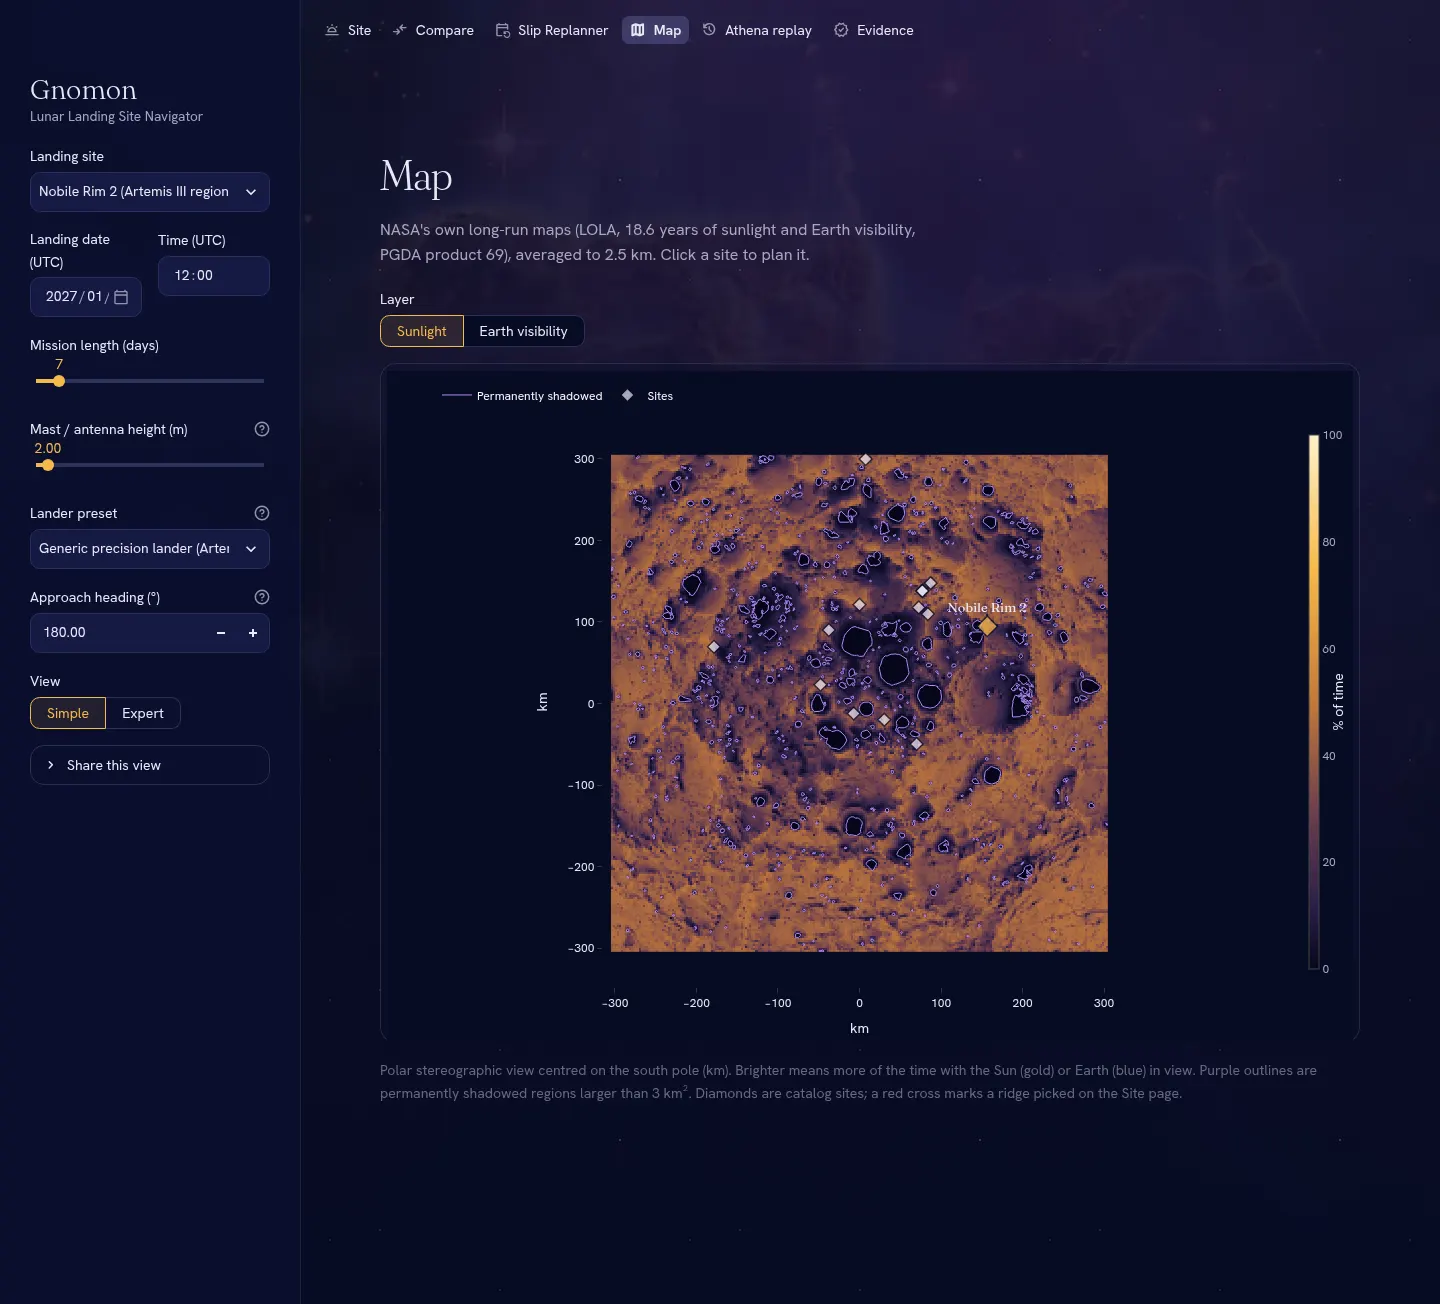 Site
Compare
Slip Replanner
Map
Athena replay
Evidence
Gnomon
Lunar Landing Site Navigator
Landing site
Nobile Rim 2 (Artemis III region
Landing date
(UTC)
Time (UTC)
2027/01/
12:00
Mission length (days)
7
Mast / antenna height (m)
2.00
Lander preset
Generic precision lander (Arte
Approach heading (°)
180.00
View
Simple
Expert
Share this view
Map
NASA's own long-run maps (LOLA, 18.6 years of sunlight and Earth visibility,
PGDA product 69), averaged to 2.5 km. Click a site to plan it.
Layer
Sunlight
Earth visibility
Permanently shadowed
Sites
Nobile Rim 2
300
200
100
0
−100
−200
−300
km
−300
−200
−100
0
100
200
300
km
100
80
60
40
20
0
% of time
Polar stereographic view centred on the south pole (km). Brighter means more of the time with the Sun (gold) or Earth (blue) in view. Purple outlines are
permanently shadowed regions larger than 3 km². Diamonds are catalog sites; a red cross marks a ridge picked on the Site page.